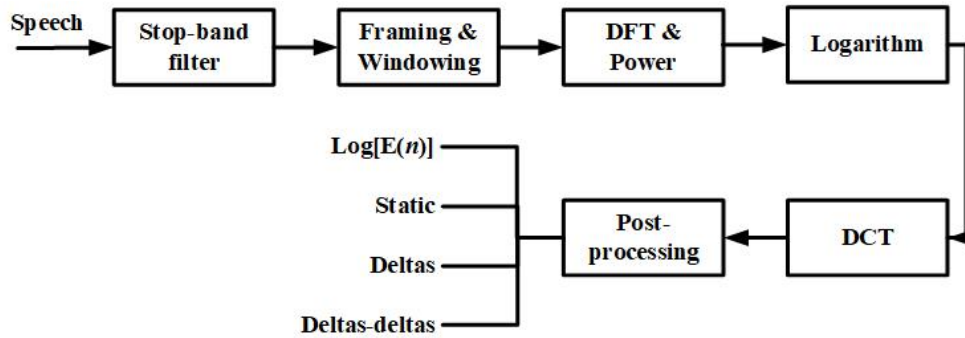 Speech
Stop-band
filter
Framing &
Windowing
DFT &
Power
Logarithm
Log[E(n)]
Static
Deltas
Deltas-deltas
Post-
processing
DCT